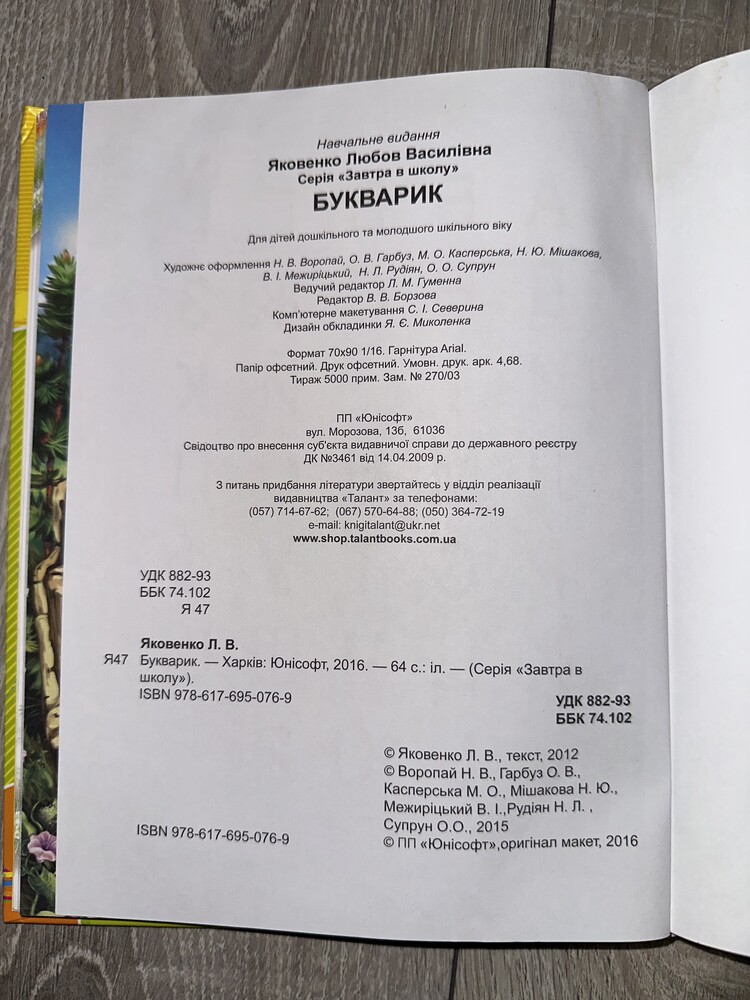 Навчальне видання
Яковенко Любов Василівна
Серія «Завтра в школу»
БУКВАРИК
Для дітей дошкільного та молодшого шкільного віку
Художнє оформлення Н. В. Воропай, О. В. Гарбуз, М. О. Касперська, Н. Ю. Мішакова,
В. І. Межиріцький, Н. Л. Рудіян, О. О. Супрун
Ведучий редактор Л. М. Гуменна
Редактор В. В. Борзова
Комп'ютерне макетування С. І. Северина
Дизайн обкладинки Я. Є. Миколенка
Формат 70х90 1/16. Гарнітура Arial.
Папір офсетний. Друк офсетний. Умовн. друк. арк. 4,68.
Тираж 5000 прим. Зам. № 270/03
ПП «Юнісофт»
вул. Морозова, 13б, 61036
Свідоцтво про внесення суб'єкта видавничої справи до державного реєстру
ДК №3461 від 14.04.2009 р.
З питань придбання літератури звертайтесь у відділ реалізації
видавництва «Талант» за телефонами:
(057) 714-67-62; (067) 570-64-88; (050) 364-72-19
e-mail: knigitalant@ukr.net
www.shop.talantbooks.com.ua
УДК 882-93
ББК 74.102
Я 47
Яковенко Л. В.
Я47 Букварик. — Харків: Юнісофт, 2016. — 64 с.: іл. — (Серія «Завтра в
школу»).
ISBN 978-617-695-076-9
УДК 882-93
ББК 74.102
© Яковенко Л. В., текст, 2012
© Воропай Н. В., Гарбуз О. В.,
Касперська М. О., Мішакова Н. Ю.,
Межиріцький В. І.,Рудіян Н. Л. ,
Супрун О.О., 2015
© ПП «Юнісофт»,оригінал макет, 2016
ISBN 978-617-695-076-9